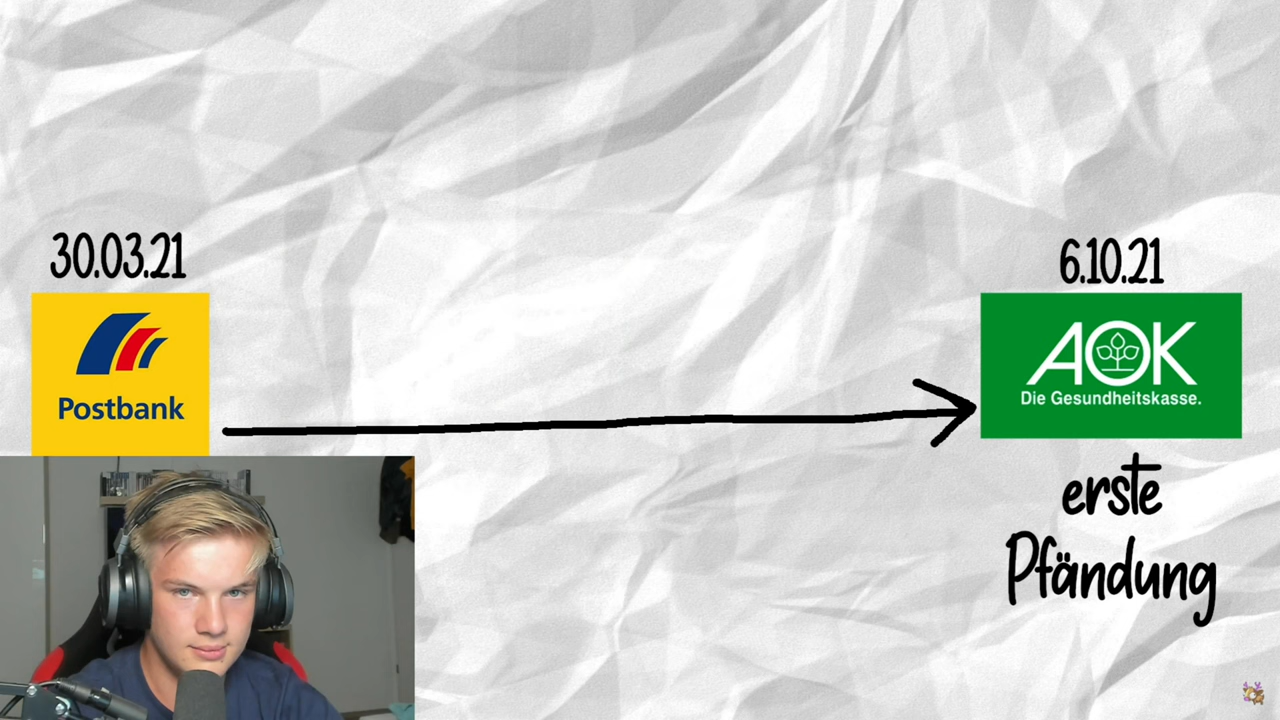 30.03.21
Postbank
6.10.21
AOK
Die Gesundheitskasse.
erste
Pfändung